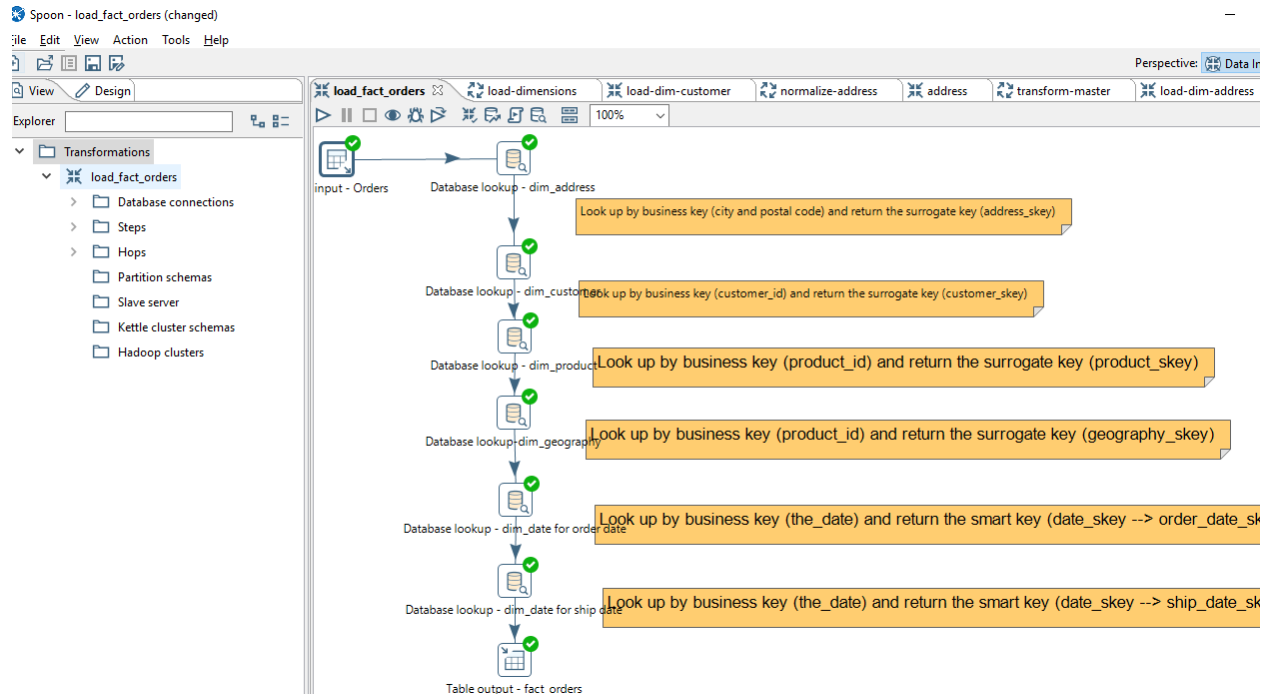 Spoon - load_fact_orders (changed)
File Edit View Action Tools Help
Perspective: Data In
View Design
load_fact_orders load-dimensions load-dim-customer normalize-address address transform-master load-dim-address
Explorer
100%
Transformations
load_fact_orders
Database connections
Steps
Hops
Partition schemas
Slave server
Kettle cluster schemas
Hadoop clusters
input - Orders
Database lookup - dim_address
Look up by business key (city and postal code) and return the surrogate key (address_skey)
Database lookup - dim_customer
Look up by business key (customer_id) and return the surrogate key (customer_skey)
Database lookup - dim_product
Look up by business key (product_id) and return the surrogate key (product_skey)
Database lookup-dim_geography
Look up by business key (product_id) and return the surrogate key (geography_skey)
Database lookup - dim_date for order date
Look up by business key (the_date) and return the smart key (date_skey --> order_date_sk
Database lookup - dim_date for ship date
Look up by business key (the_date) and return the smart key (date_skey --> ship_date_sk
Table output - fact_orders